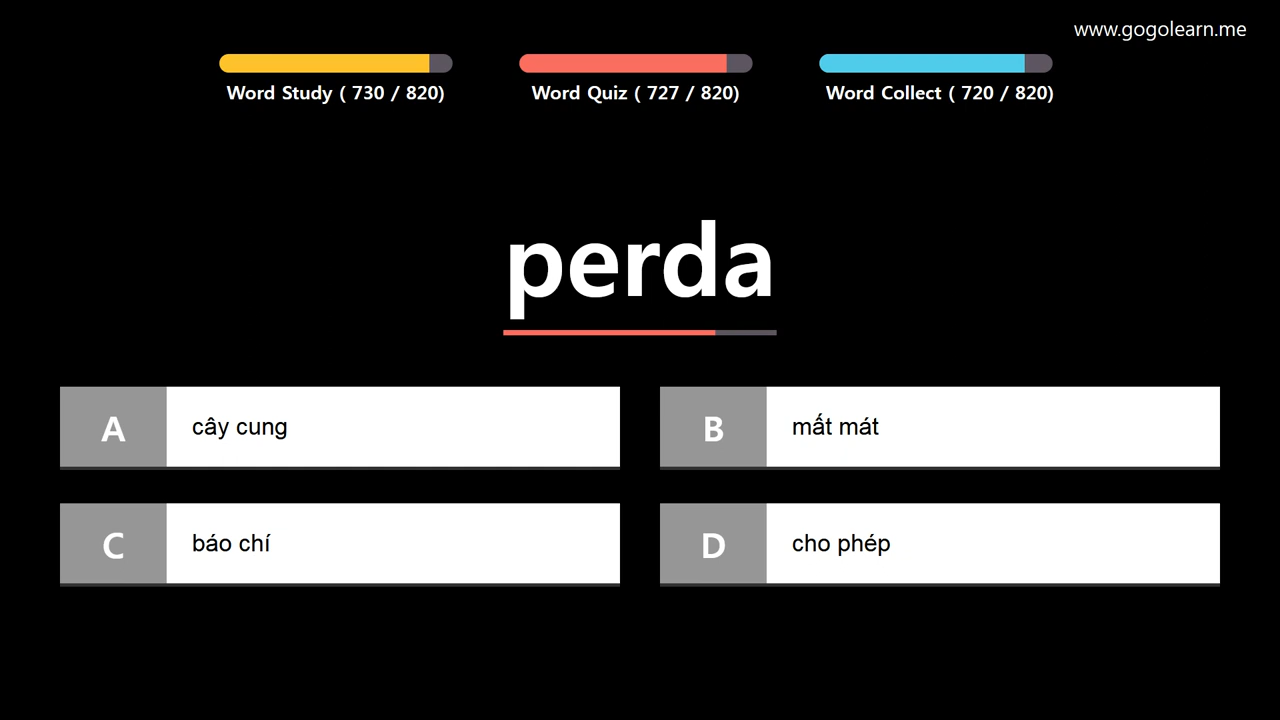 www.gogolearn.me
Word Study ( 730 / 820)
Word Quiz ( 727 / 820)
Word Collect ( 720 / 820)
perda
A cây cung
B mất mát
C báo chí
D cho phép